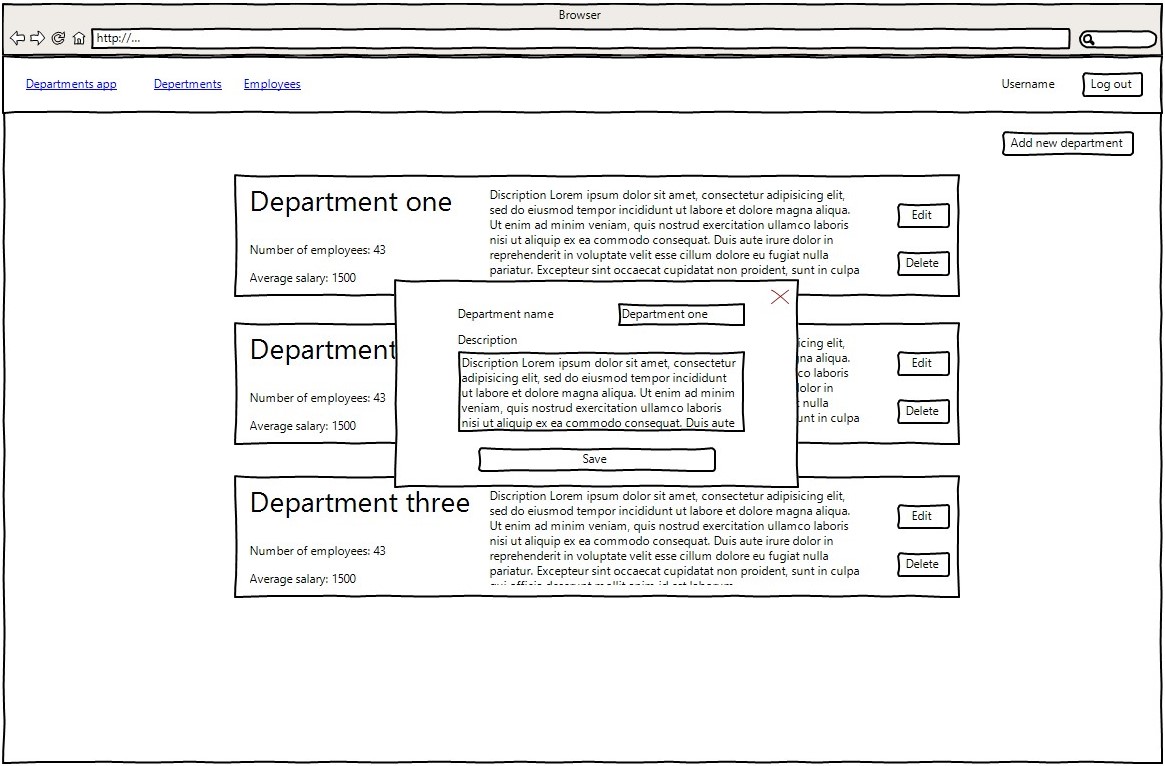 Browser
http://...
Departments app
Depertments
Employees
Username
Log out
Add new department
Department one
Number of employees: 43
Average salary: 1500
Discription Lorem ipsum dolor sit amet, consectetur adipisicing elit,
sed do eiusmod tempor incididunt ut labore et dolore magna aliqua.
Ut enim ad minim veniam, quis nostrud exercitation ullamco laboris
nisi ut aliquip ex ea commodo consequat. Duis aute irure dolor in
reprehenderit in voluptate velit esse cillum dolore eu fugiat nulla
pariatur. Excepteur sint occaecat cupidatat non proident, sunt in culpa
Edit
Delete
Department name
Department one
Description
Discription Lorem ipsum dolor sit amet, consectetur
adipisicing elit, sed do eiusmod tempor incididunt
ut labore et dolore magna aliqua. Ut enim ad minim
veniam, quis nostrud exercitation ullamco laboris
nisi ut aliquip ex ea commodo consequat. Duis aute
Save
Department
Number of employees: 43
Average salary: 1500
icing elit,
na aliqua.
co laboris
dolor in
t nulla
unt in culpa
Edit
Delete
Department three
Number of employees: 43
Average salary: 1500
Discription Lorem ipsum dolor sit amet, consectetur adipisicing elit,
sed do eiusmod tempor incididunt ut labore et dolore magna aliqua.
Ut enim ad minim veniam, quis nostrud exercitation ullamco laboris
nisi ut aliquip ex ea commodo consequat. Duis aute irure dolor in
reprehenderit in voluptate velit esse cillum dolore eu fugiat nulla
pariatur. Excepteur sint occaecat cupidatat non proident, sunt in culpa
qui officia deserunt mollit anim id est laborum.
Edit
Delete